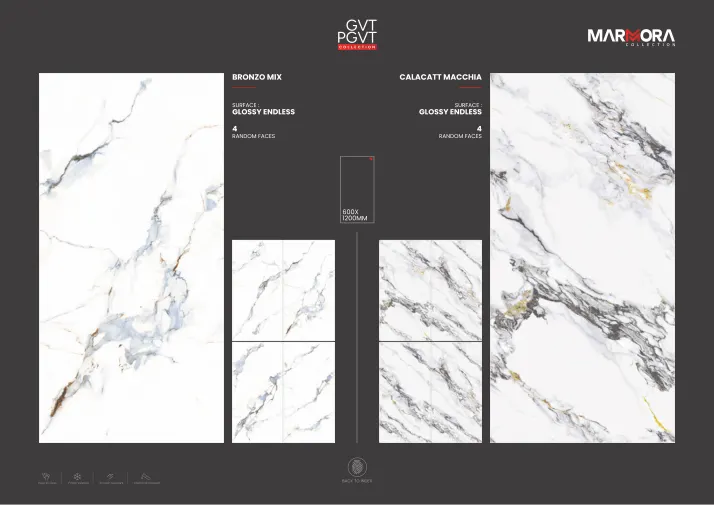 GVT
PGVT
COLLECTION
MARMORA
COLLECTION
BRONZO MIX
SURFACE :
GLOSSY ENDLESS
4
RANDOM FACES
CALACATT MACCHIA
SURFACE :
GLOSSY ENDLESS
4
RANDOM FACES
600X
1200MM
BACK TO INDEX